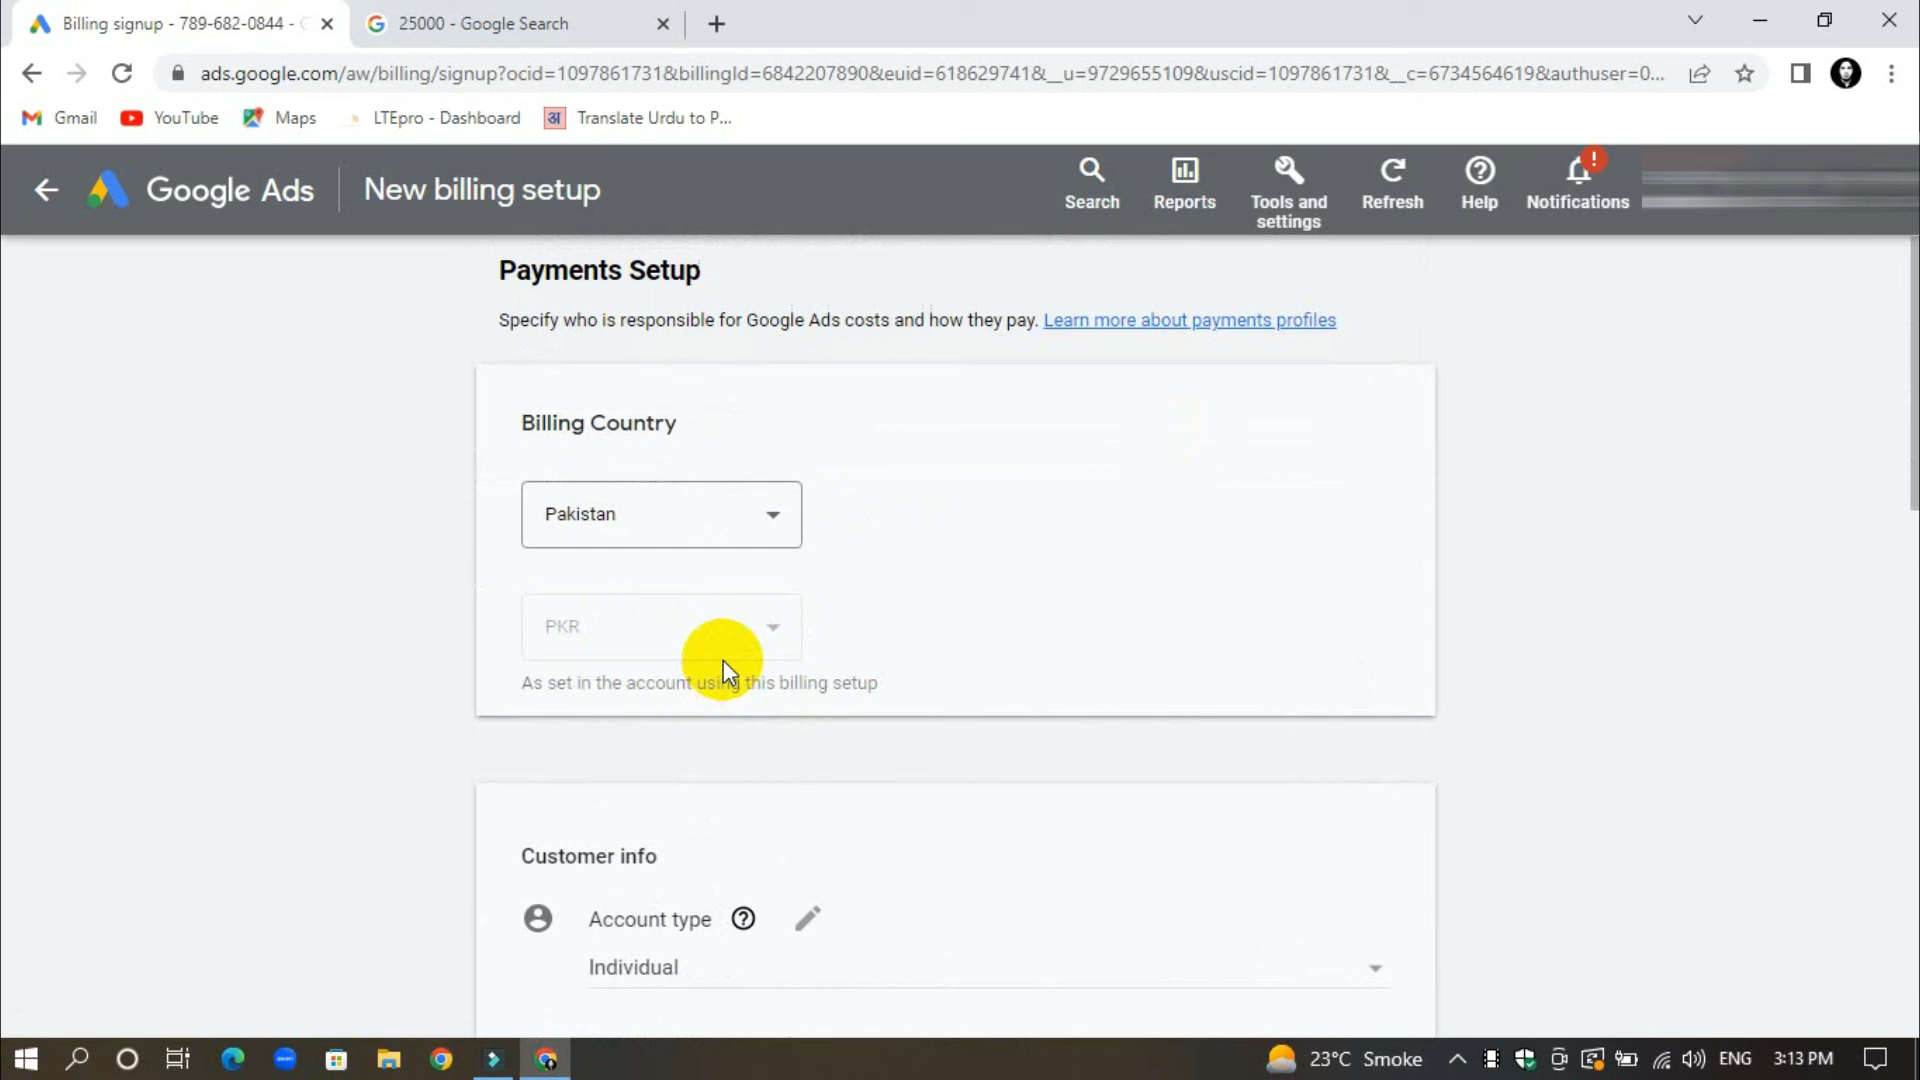 Billing signup - 789-682-0844 -
25000 - Google Search
ads.google.com/aw/billing/signup?ocid=1097861731&billingId=6842207890&euid=618629741&__u=9729655109&uscid=1097861731&__c=6734564619&authuser=0...
Gmail
YouTube
Maps
LTEpro - Dashboard
अ
Translate Urdu to P...
Google Ads
New billing setup
Search
Reports
Tools and
settings
Refresh
Help
!
Notifications
Payments Setup
Specify who is responsible for Google Ads costs and how they pay. Learn more about payments profiles
Billing Country
Pakistan
PKR
As set in the account using this billing setup
Customer info
Account type
Individual
23°C Smoke
ENG
3:13 PM